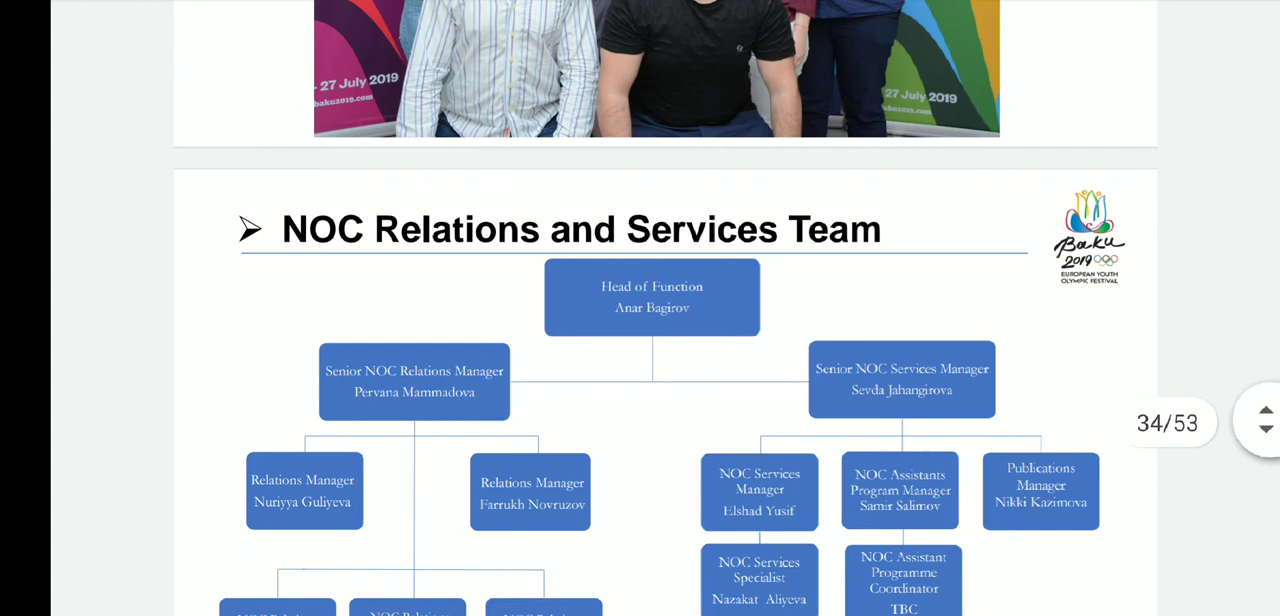 - 27 July 2019
baku2019.com
27 July 2019
baku2019.com
➢ NOC Relations and Services Team
Baku
2019
EUROPEAN YOUTH
OLYMPIC FESTIVAL
Head of Function
Anar Bagirov
Senior NOC Relations Manager
Pervana Mammadova
Senior NOC Services Manager
Sevda Jahangirova
34/53
Relations Manager
Nuriyya Guliyeva
Relations Manager
Farrukh Novruzov
NOC Services
Manager
Elshad Yusif
NOC Assistants
Program Manager
Samir Salimov
Publications
Manager
Nikki Kazimova
NOC Services
Specialist
Nazakat Aliyeva
NOC Assistant
Programme
Coordinator
TBC